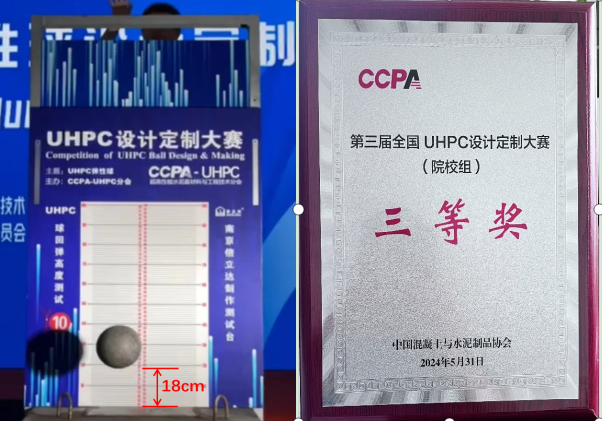 UHPC设计定制大赛
Competition of UHPC Ball Design & Making
主题：UHPC弹性球
主办：CCPA-UHPC分会
CCPA-UHPC
UHPC
球回弹高度测试
10
南京倍立达制作测试台
18cm
技术
员会
CCPA
第三届全国 UHPC设计定制大赛
（院校组）
三等奖
中国混凝土与水泥制品协会
2024年5月31日